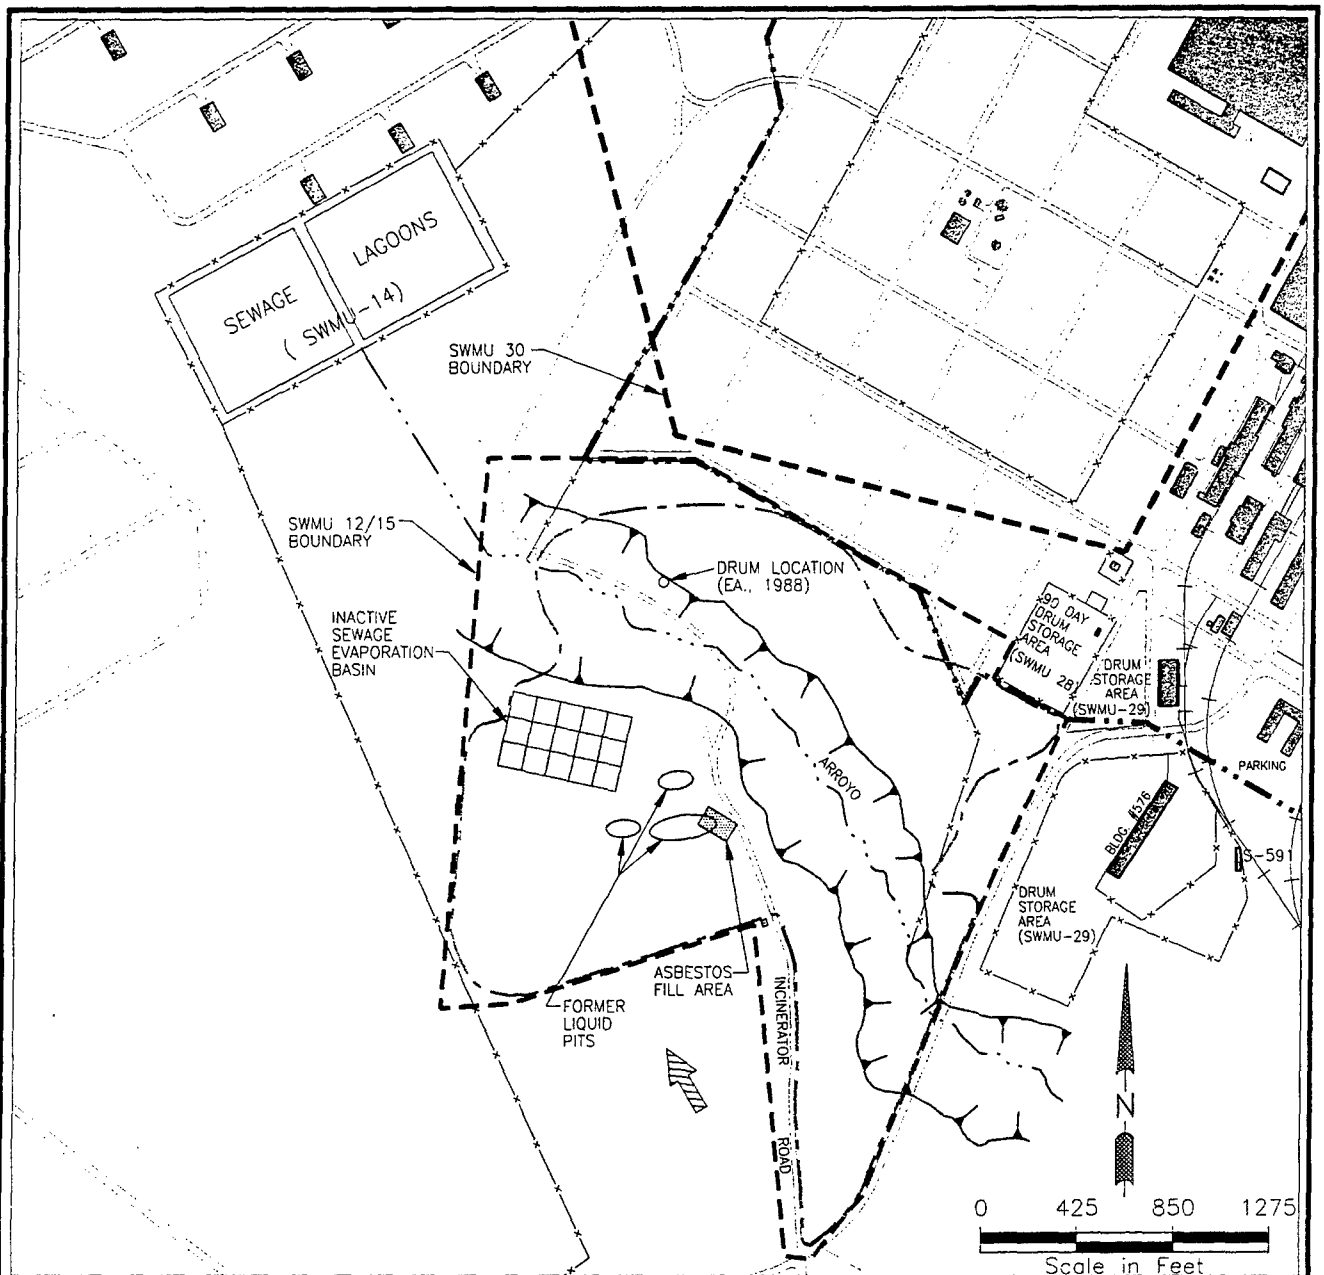 LAGOONS
SEWAGE
( SWMU-14)
SWMU 30
BOUNDARY
SWMU 12/15
BOUNDARY
DRUM LOCATION
(EA., 1988)
INACTIVE
SEWAGE
EVAPORATION
BASIN
90 DAY
DRUM
STORAGE
AREA
(SWMU 28)
DRUM
STORAGE
AREA
(SWMU-29)
PARKING
ARROYO
BLDG #576
S-591
DRUM
STORAGE
AREA
(SWMU-29)
ASBESTOS
FILL AREA
FORMER
LIQUID
PITS
INCINERATOR
ROAD
N
0 425 850 1275
Scale in Feet